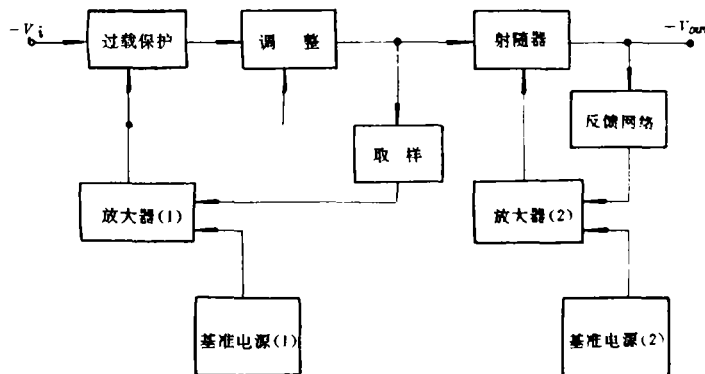 -Vi
过载保护
调 整
射随器
-Vout
取 样
反馈网络
放大器(1)
放大器(2)
基准电源(1)
基准电源(2)